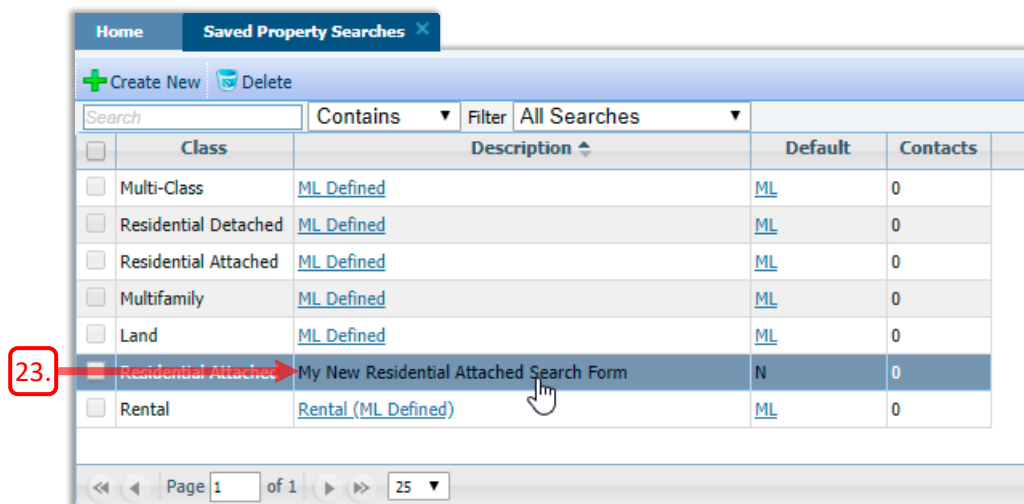 Home Saved Property Searches ×
Create New Delete
Search Contains ▼ Filter All Searches ▼
Class Description Default Contacts
Multi-Class ML Defined ML 0
Residential Detached ML Defined ML 0
Residential Attached ML Defined ML 0
Multifamily ML Defined ML 0
Land ML Defined ML 0
23. Residential Attached My New Residential Attached Search Form N 0
Rental Rental (ML Defined) ML 0
Page 1 of 1 25 ▼